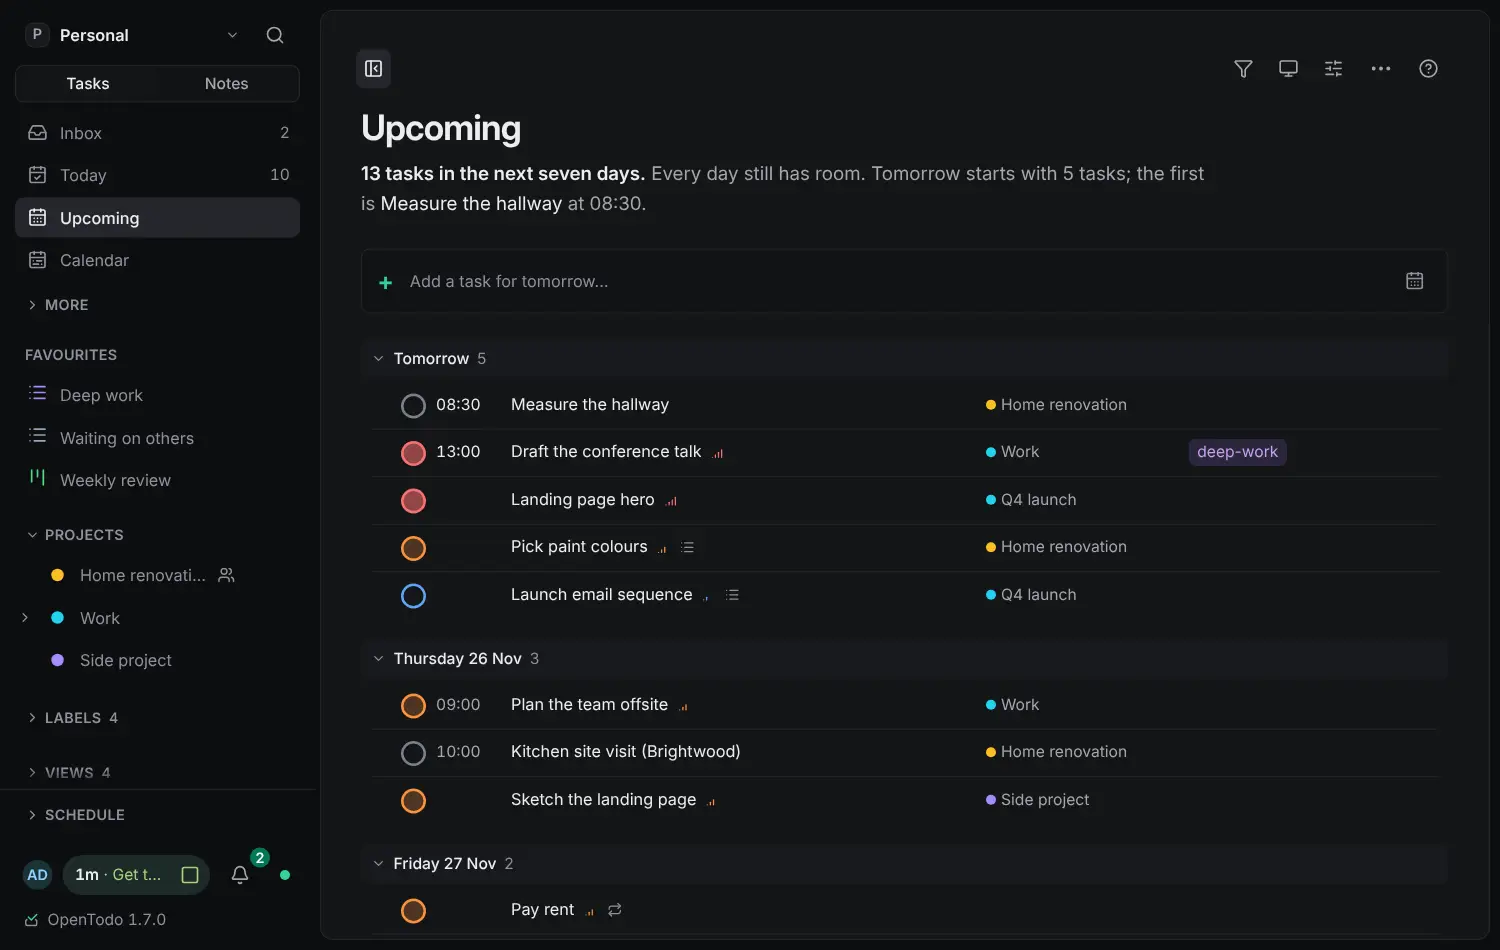 P Personal
Tasks Notes
Inbox 2
Today 10
Upcoming
Calendar
MORE
FAVOURITES
Deep work
Waiting on others
Weekly review
PROJECTS
Home renovati...
Work
Side project
LABELS 4
VIEWS 4
SCHEDULE
AD 1m · Get t... 2
OpenTodo 1.7.0
Upcoming
13 tasks in the next seven days. Every day still has room. Tomorrow starts with 5 tasks; the first
is Measure the hallway at 08:30.
+ Add a task for tomorrow...
Tomorrow 5
08:30 Measure the hallway Home renovation
13:00 Draft the conference talk Work deep-work
Landing page hero Q4 launch
Pick paint colours Home renovation
Launch email sequence Q4 launch
Thursday 26 Nov 3
09:00 Plan the team offsite Work
10:00 Kitchen site visit (Brightwood) Home renovation
Sketch the landing page Side project
Friday 27 Nov 2
Pay rent